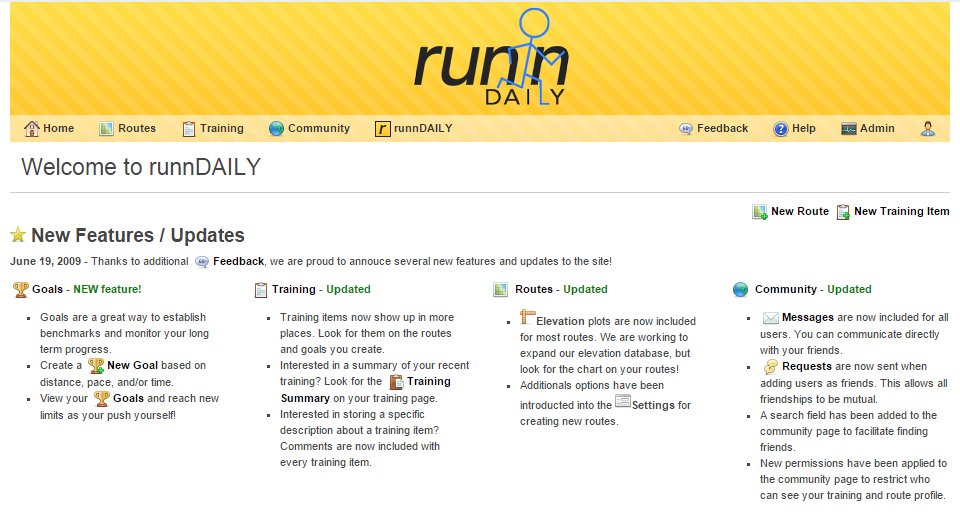 runn
DAILY
Home Routes Training Community runnDAILY Feedback Help Admin
Welcome to runnDAILY
New Route New Training Item
New Features / Updates
June 19, 2009 - Thanks to additional Feedback, we are proud to annouce several new features and updates to the site!
Goals - NEW feature!
Goals are a great way to establish
benchmarks and monitor your long
term progress.
Create a New Goal based on
distance, pace, and/or time.
View your Goals and reach new
limits as your push yourself!
Training - Updated
Training items now show up in more
places. Look for them on the routes
and goals you create.
Interested in a summary of your recent
training? Look for the Training
Summary on your training page.
Interested in storing a specific
description about a training item?
Comments are now included with
every training item.
Routes - Updated
Elevation plots are now included
for most routes. We are working to
expand our elevation database, but
look for the chart on your routes!
Additionals options have been
introducted into the Settings for
creating new routes.
Community - Updated
Messages are now included for all
users. You can communicate directly
with your friends.
Requests are now sent when
adding users as friends. This allows all
friendships to be mutual.
A search field has been added to the
community page to facilitate finding
friends.
New permissions have been applied to
the community page to restrict who
can see your training and route profile.